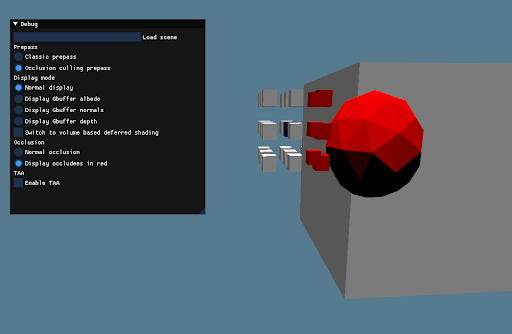 Debug
Load scene
Prepass
Classic prepass
Occlusion culling prepass
Display mode
Normal display
Display Gbuffer albedo
Display Gbuffer normals
Display Gbuffer depth
Switch to volume based deferred shading
Occlusion
Normal occlusion
Display occludees in red
TAA
Enable TAA